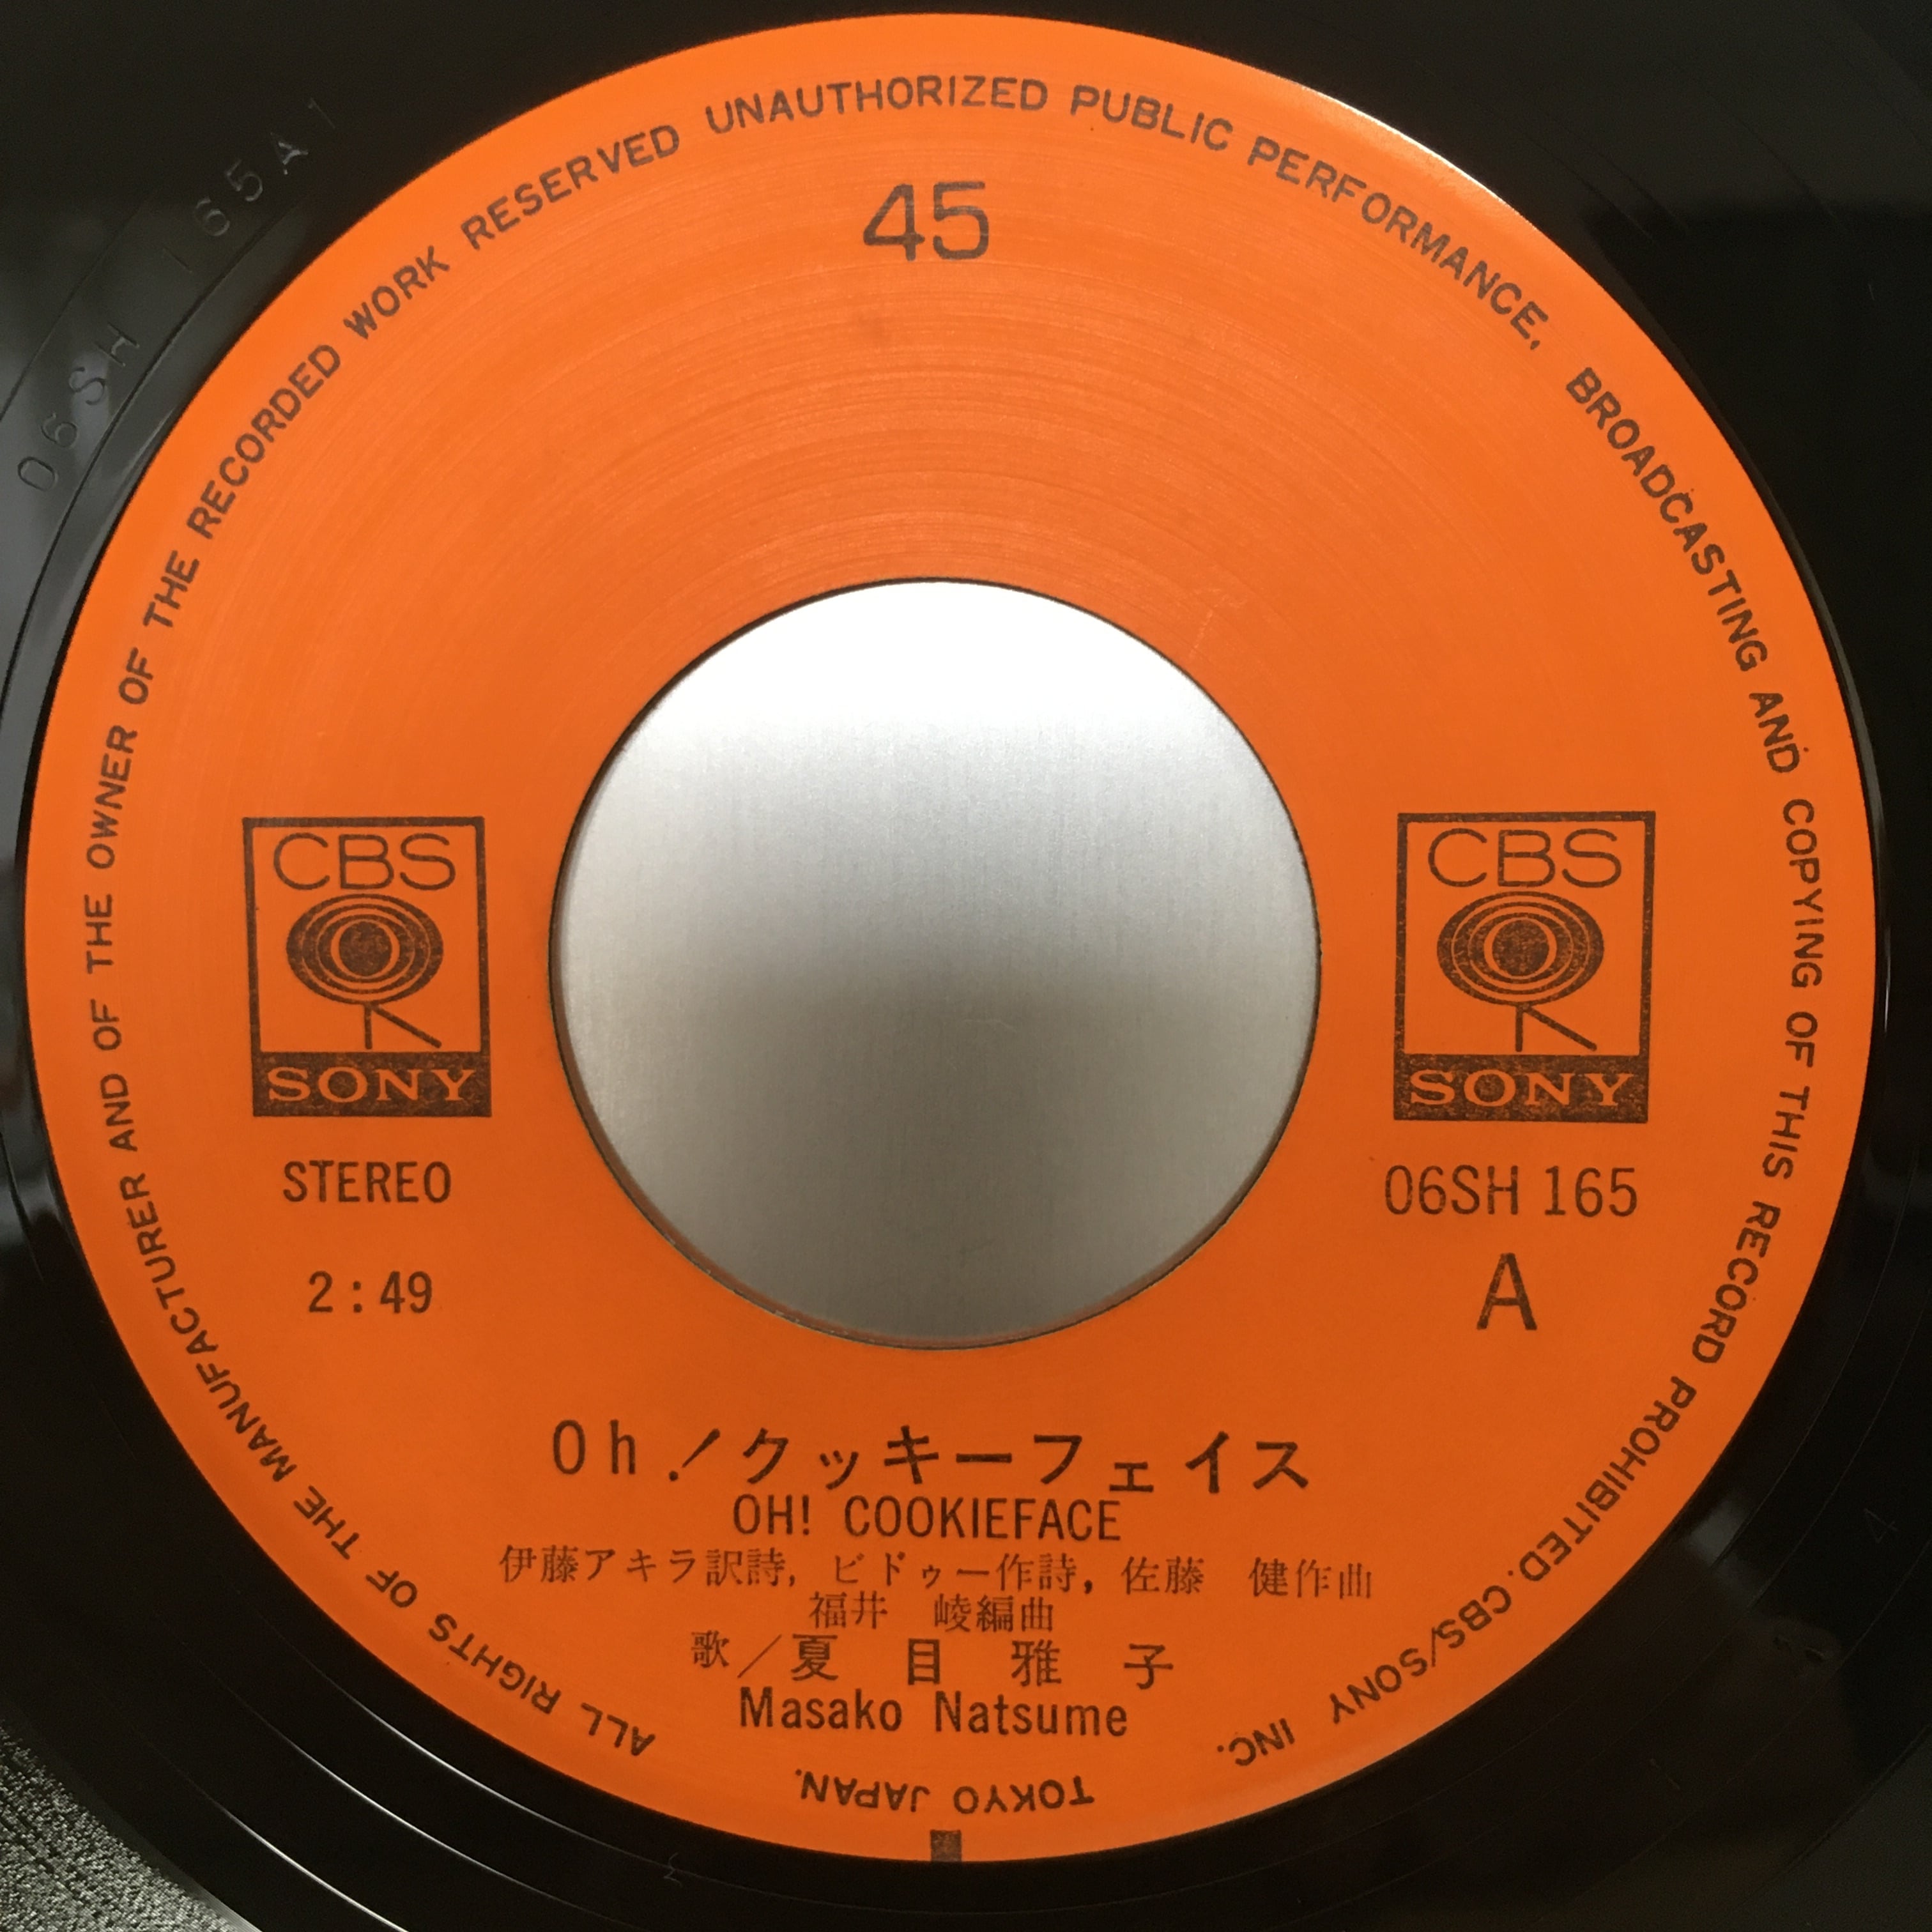 ALL RIGHTS OF THE MANUFACTURER AND OF THE OWNER OF THE RECORDED WORK RESERVED UNAUTHORIZED PUBLIC PERFORMANCE, BROADCASTING AND COPYING OF THIS RECORD PROHIBITED. CBS/SONY INC. TOKYO JAPAN.
06SH 165A1
45
CBS
SONY
CBS
SONY
STEREO
06SH 165
2:49
A
Oh!クッキーフェイス
OH! COOKIEFACE
伊藤アキラ訳詩, ビドゥー作詩, 佐藤 健作曲
福井 崚編曲
歌／夏目雅子
Masako Natsume
4